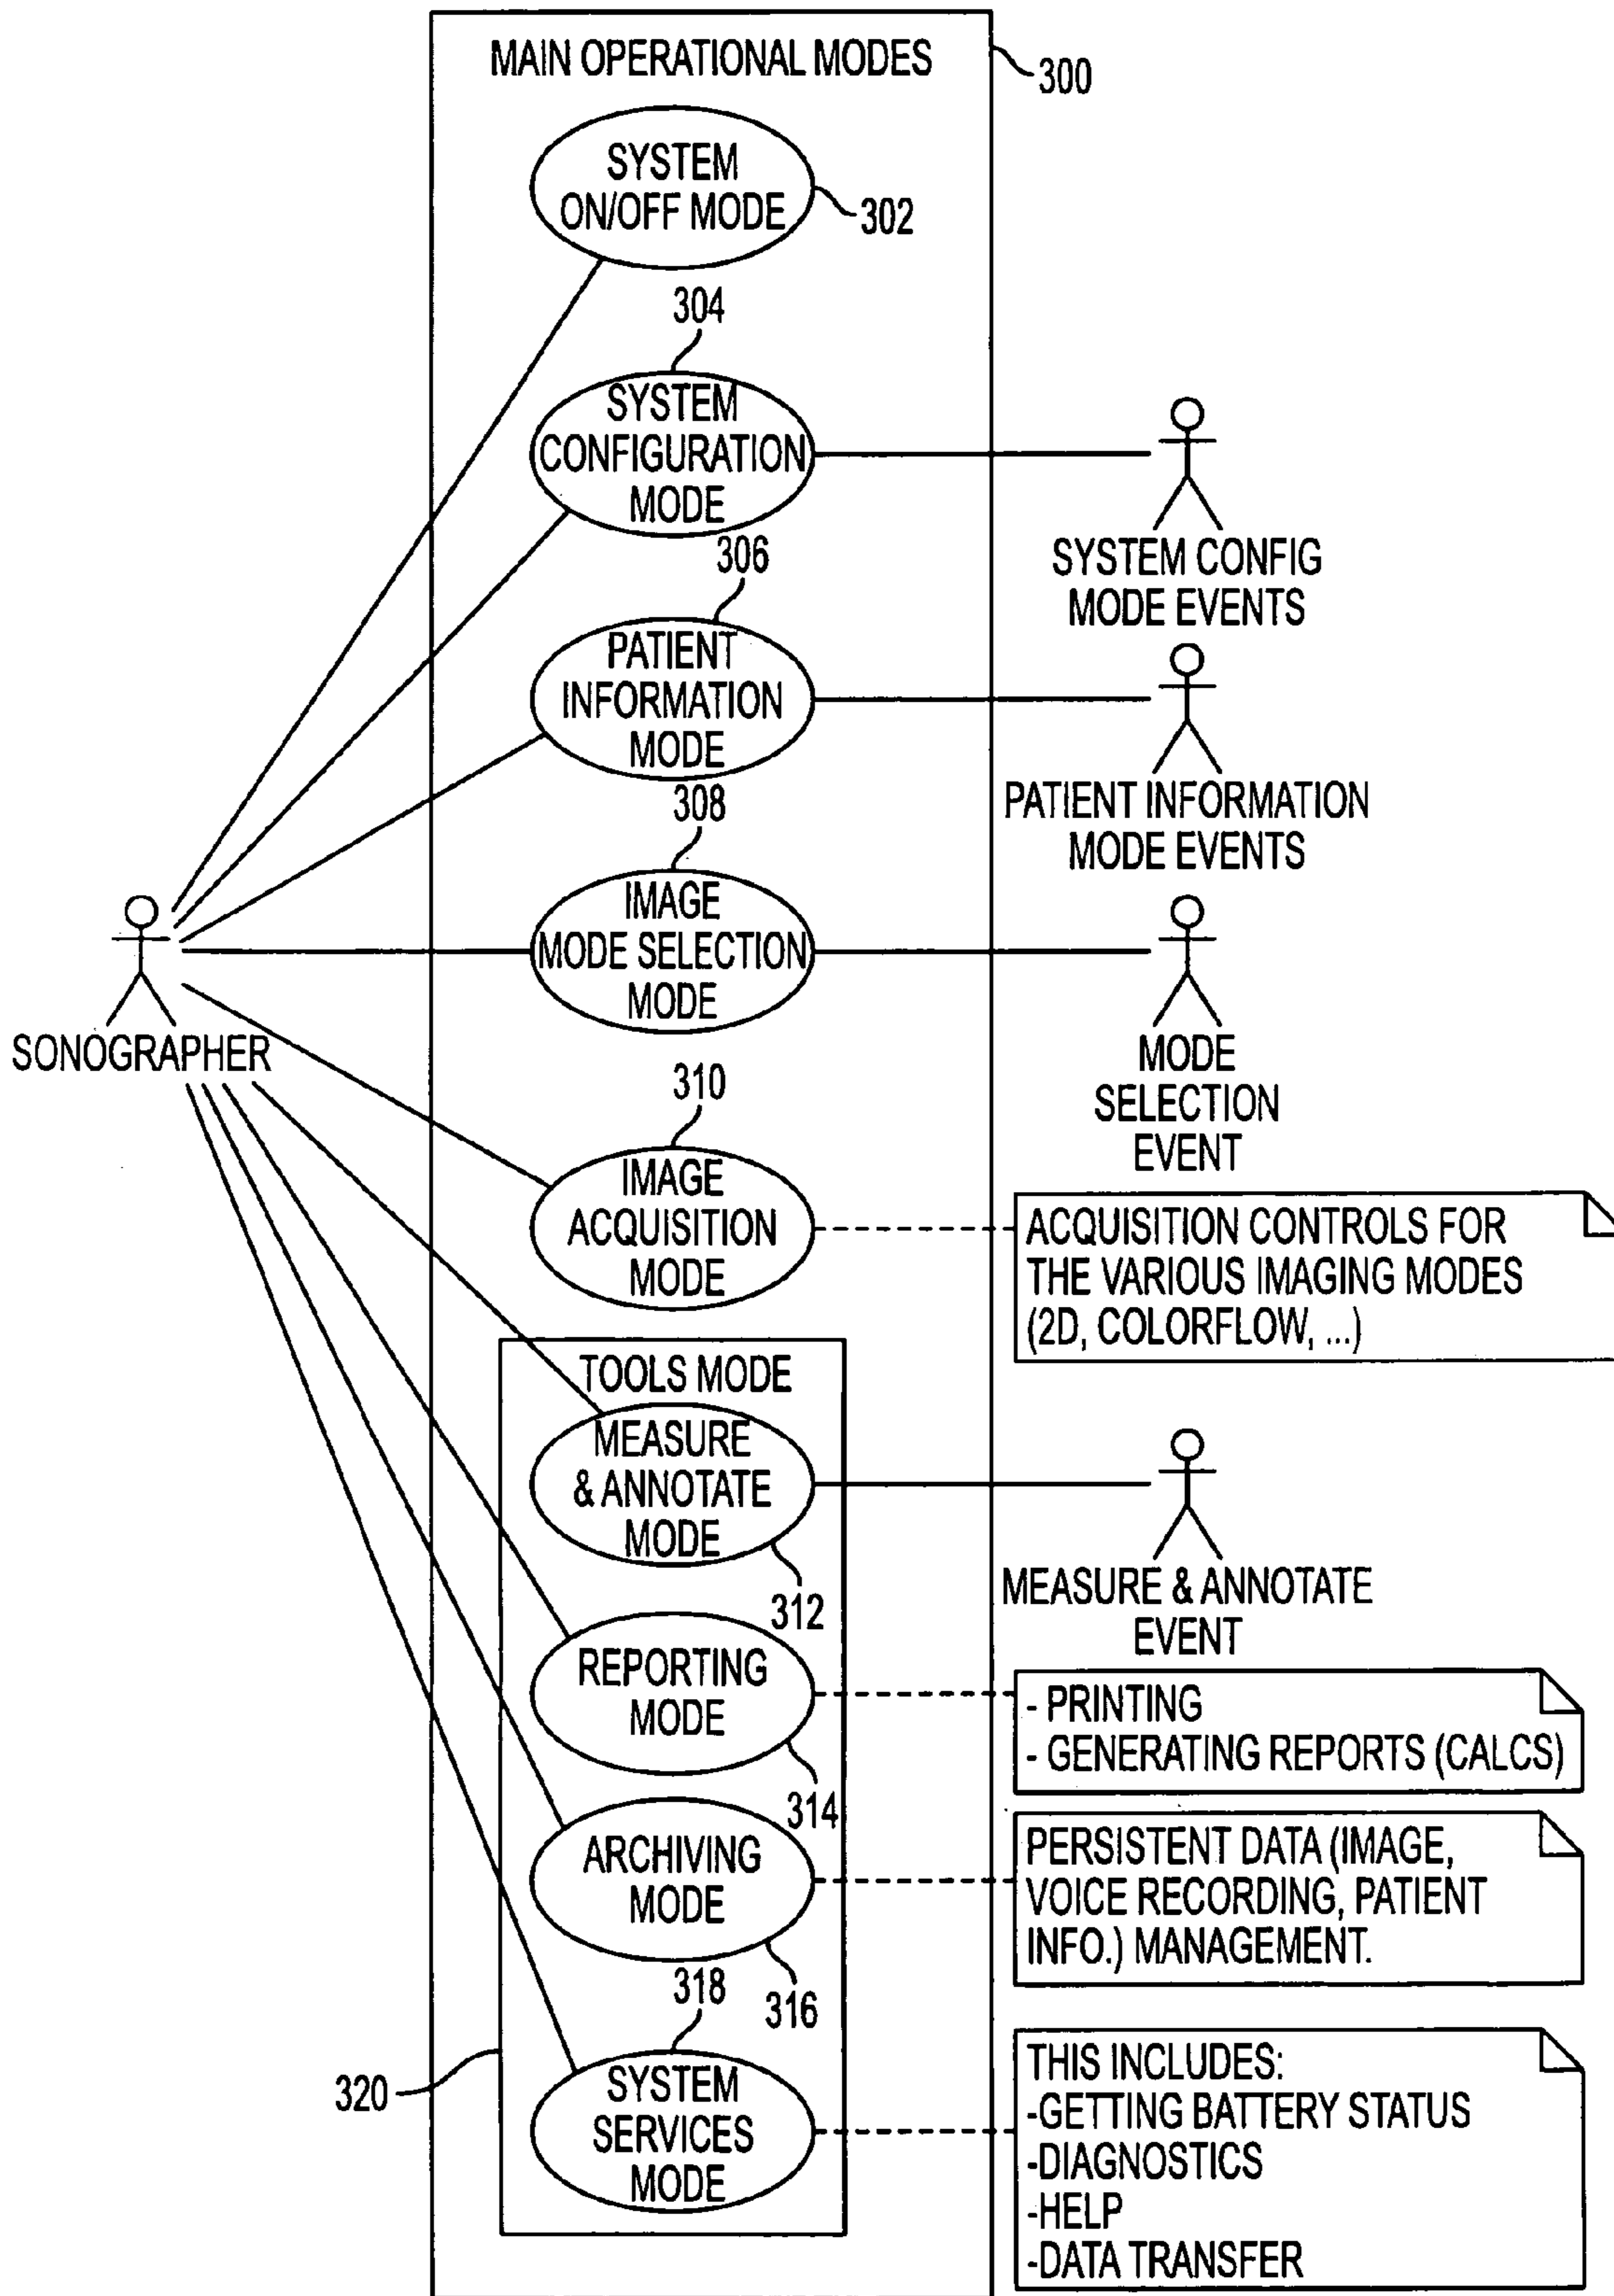 MAIN OPERATIONAL MODES
300
SYSTEM
ON/OFF MODE
302
304
SYSTEM
CONFIGURATION
MODE
SYSTEM CONFIG
MODE EVENTS
306
PATIENT
INFORMATION
MODE
PATIENT INFORMATION
MODE EVENTS
308
IMAGE
MODE SELECTION
MODE
SONOGRAPHER
MODE
SELECTION
EVENT
310
IMAGE
ACQUISITION
MODE
ACQUISITION CONTROLS FOR
THE VARIOUS IMAGING MODES
(2D, COLORFLOW, ...)
TOOLS MODE
MEASURE
& ANNOTATE
MODE
312
MEASURE & ANNOTATE
EVENT
REPORTING
MODE
314
- PRINTING
- GENERATING REPORTS (CALCS)
ARCHIVING
MODE
316
PERSISTENT DATA (IMAGE,
VOICE RECORDING, PATIENT
INFO.) MANAGEMENT.
318
320
SYSTEM
SERVICES
MODE
THIS INCLUDES:
-GETTING BATTERY STATUS
-DIAGNOSTICS
-HELP
-DATA TRANSFER